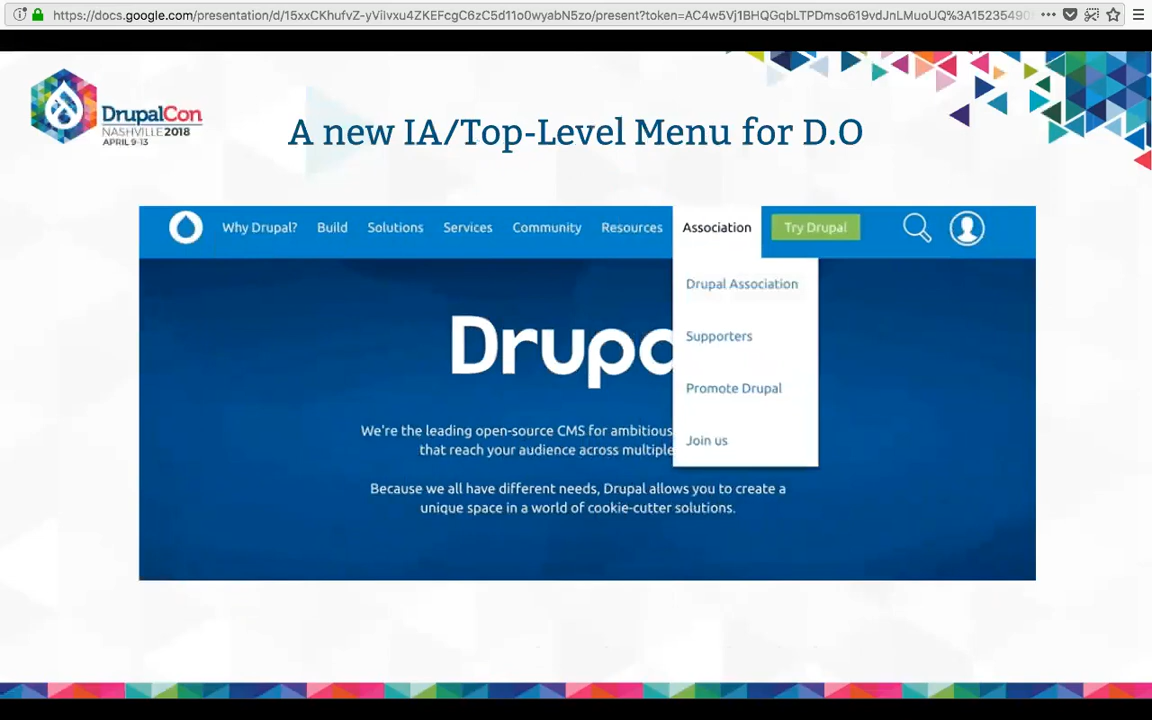 https://docs.google.com/presentation/d/15xxCKhufvZ-yVilvxu4ZKEFcgC6zC5d11o0wyabN5zo/present?token=AC4w5Vj1BHQGqbLTPDmso619vdJnLMuoUQ%3A15235490
DrupalCon
NASHVILLE 2018
APRIL 9-13
A new IA/Top-Level Menu for D.O
Why Drupal? Build Solutions Services Community Resources Association Try Drupal
Drupal Association
Supporters
Promote Drupal
Join us
Drupa
We're the leading open-source CMS for ambitious
that reach your audience across multiple
Because we all have different needs, Drupal allows you to create a
unique space in a world of cookie-cutter solutions.